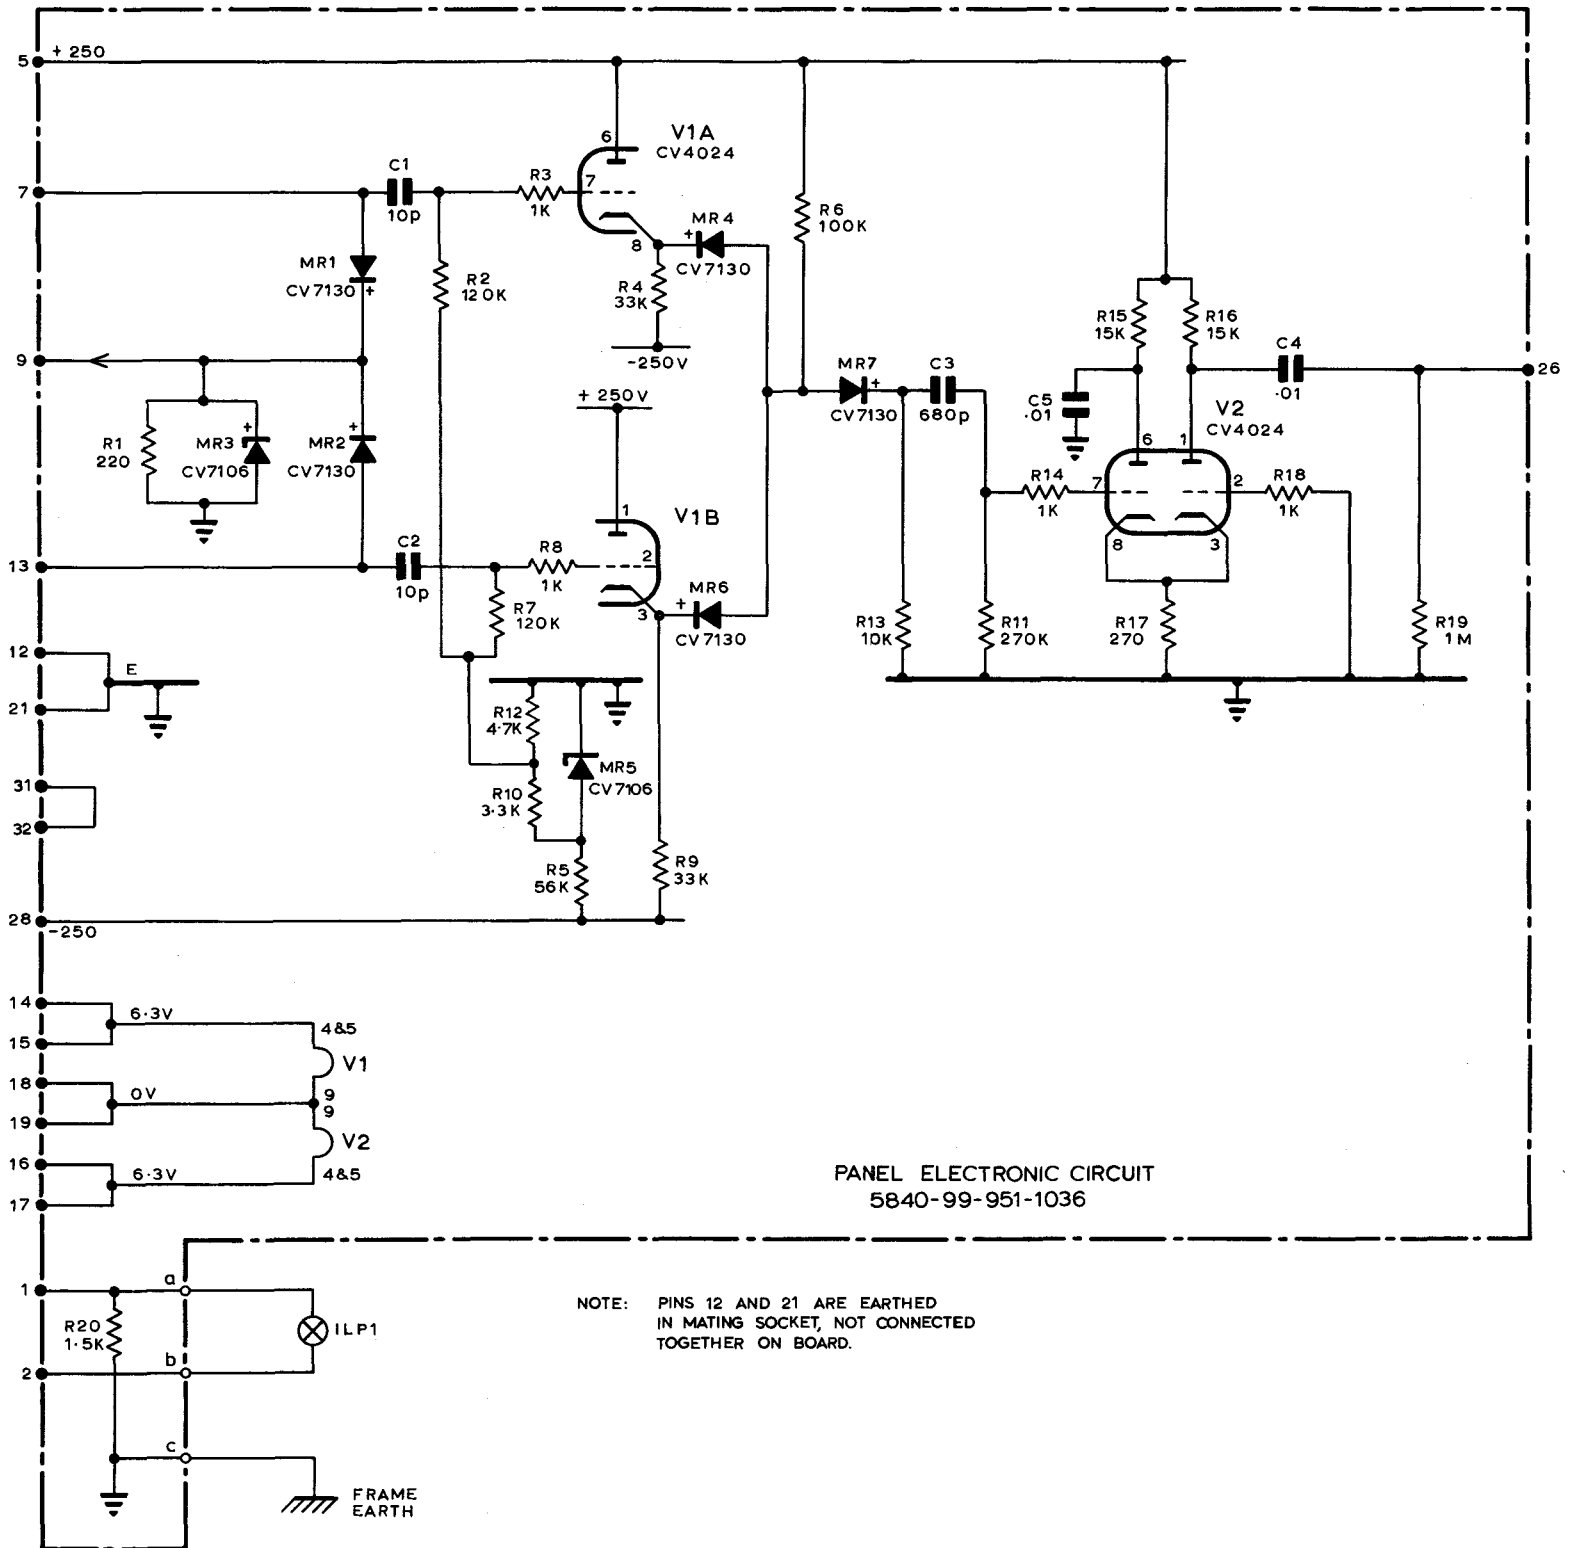 5
+ 250
V1A
CV4024
6
7
8
C1
10p
R3
1K
7
MR4
+
CV7130
R6
100K
MR1
CV7130
+
R2
120K
R4
33K
-250V
R15
15K
R16
15K
9
MR7
+
CV7130
C3
680p
C4
.01
26
+ 250V
C5
.01
V2
CV4024
R1
220
MR3
+
CV7106
MR2
+
CV7130
6
1
7
2
8
3
R14
1K
R18
1K
V1B
1
2
3
13
C2
10p
R8
1K
MR6
+
CV7130
R7
120K
R13
10K
R11
270K
R17
270
R19
1M
12
E
21
R12
4.7K
MR5
CV7106
31
R10
3.3K
32
R5
56K
R9
33K
28
-250
14
6.3V
4&5
15
V1
18
0V
9
9
19
V2
16
6.3V
4&5
17
PANEL ELECTRONIC CIRCUIT
5840-99-951-1036
1
a
R20
1.5K
ILP1
2
b
c
FRAME
EARTH
NOTE: PINS 12 AND 21 ARE EARTHED
IN MATING SOCKET, NOT CONNECTED
TOGETHER ON BOARD.